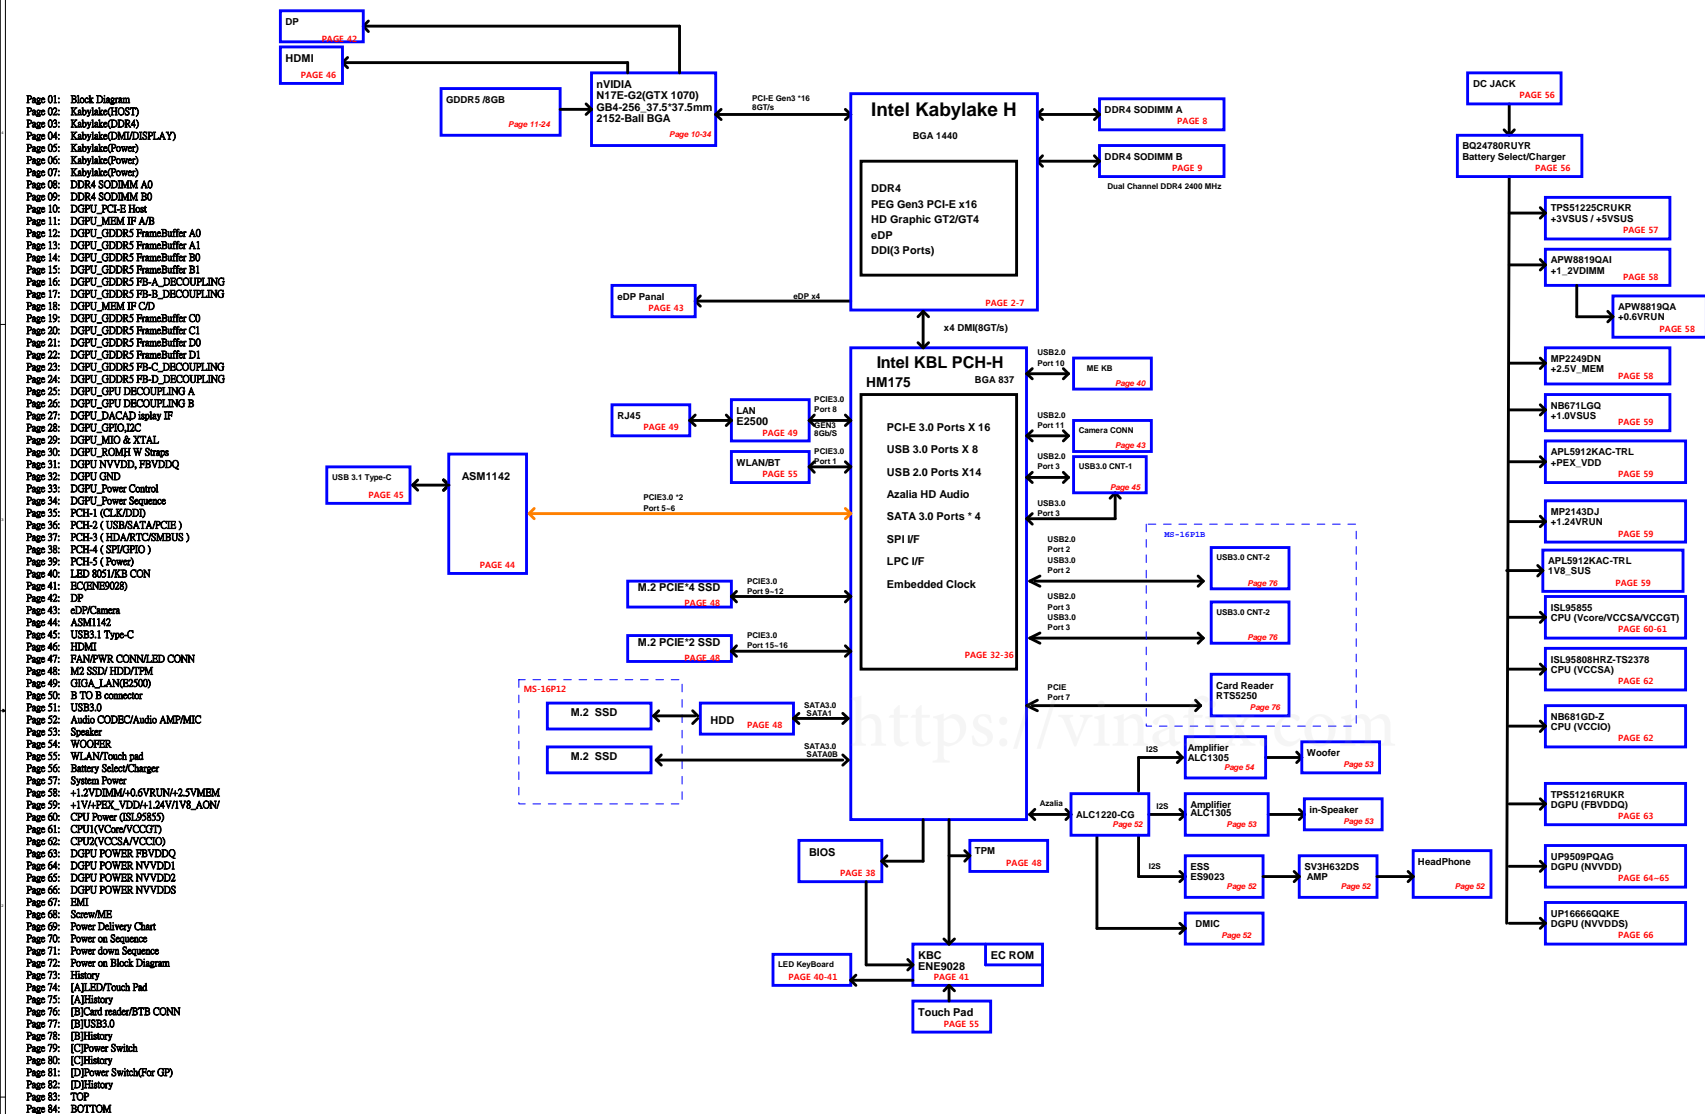 Page 01: Block Diagram
Page 02: Kabylake(HOST)
Page 03: Kabylake(DDR4)
Page 04: Kabylake(DMI/DISPLAY)
Page 05: Kabylake(Power)
Page 06: Kabylake(Power)
Page 07: Kabylake(Power)
Page 08: DDR4 SODIMM A0
Page 09: DDR4 SODIMM B0
Page 10: DGPU_PCI-E Host
Page 11: DGPU_MEM IF A/B
Page 12: DGPU_GDDR5 FrameBuffer A0
Page 13: DGPU_GDDR5 FrameBuffer A1
Page 14: DGPU_GDDR5 FrameBuffer B0
Page 15: DGPU_GDDR5 FrameBuffer B1
Page 16: DGPU_GDDR5 FB-A_DECOUPLING
Page 17: DGPU_GDDR5 FB-B_DECOUPLING
Page 18: DGPU_MEM IF C/D
Page 19: DGPU_GDDR5 FrameBuffer C0
Page 20: DGPU_GDDR5 FrameBuffer C1
Page 21: DGPU_GDDR5 FrameBuffer D0
Page 22: DGPU_GDDR5 FrameBuffer D1
Page 23: DGPU_GDDR5 FB-C_DECOUPLING
Page 24: DGPU_GDDR5 FB-D_DECOUPLING
Page 25: DGPU_GPU DECOUPLING A
Page 26: DGPU_GPU DECOUPLING B
Page 27: DGPU_DACAD isplay IF
Page 28: DGPU_GPIO,I2C
Page 29: DGPU_MIO & XTAL
Page 30: DGPU_ROMH W Straps
Page 31: DGPU NVVDD, FBVDDQ
Page 32: DGPU GND
Page 33: DGPU_Power Control
Page 34: DGPU_Power Sequence
Page 35: PCH-1 (CLK/DDI)
Page 36: PCH-2 ( USB/SATA/PCIE )
Page 37: PCH-3 ( HDA/RTC/SMBUS )
Page 38: PCH-4 ( SPI/GPIO )
Page 39: PCH-5 ( Power)
Page 40: LED 8051/KB CON
Page 41: EC(ENE9028)
Page 42: DP
Page 43: eDP/Camera
Page 44: ASM1142
Page 45: USB3.1 Type-C
Page 46: HDMI
Page 47: FAN/PWR CONN/LED CONN
Page 48: M2 SSD/ HDD/TPM
Page 49: GIGA_LAN(E2500)
Page 50: B TO B connector
Page 51: USB3.0
Page 52: Audio CODEC/Audio AMP/MIC
Page 53: Speaker
Page 54: WOOFER
Page 55: WLAN/Touch pad
Page 56: Battery Select/Charger
Page 57: System Power
Page 58: +1.2VDIMM/+0.6VRUN/+2.5VMEM
Page 59: +1V/+PEX_VDD/+1.24V/1V8_AON/
Page 60: CPU Power (ISL95855)
Page 61: CPU1(VCore/VCCGT)
Page 62: CPU2(VCCSA/VCCIO)
Page 63: DGPU POWER FBVDDQ
Page 64: DGPU POWER NVVDD1
Page 65: DGPU POWER NVVDD2
Page 66: DGPU POWER NVVDDS
Page 67: EMI
Page 68: Screw/ME
Page 69: Power Delivery Chart
Page 70: Power on Sequence
Page 71: Power down Sequence
Page 72: Power on Block Diagram
Page 73: History
Page 74: [A]LED/Touch Pad
Page 75: [A]History
Page 76: [B]Card reader/BTB CONN
Page 77: [B]USB3.0
Page 78: [B]History
Page 79: [C]Power Switch
Page 80: [C]History
Page 81: [D]Power Switch(For GP)
Page 82: [D]History
Page 83: TOP
Page 84: BOTTOM
DP
PAGE 42
HDMI
PAGE 46
GDDR5 /8GB
Page 11-24
nVIDIA
N17E-G2(GTX 1070)
GB4-256_37.5*37.5mm
2152-Ball BGA
Page 10-34
PCI-E Gen3 *16
8GT/s
Intel Kabylake H
BGA 1440
DDR4
PEG Gen3 PCI-E x16
HD Graphic GT2/GT4
eDP
DDI(3 Ports)
PAGE 2-7
DDR4 SODIMM A
PAGE 8
DDR4 SODIMM B
PAGE 9
Dual Channel DDR4 2400 MHz
eDP Panal
PAGE 43
eDP x4
x4 DMI(8GT/s)
Intel KBL PCH-H
HM175
BGA 837
PCI-E 3.0 Ports X 16
USB 3.0 Ports X 8
USB 2.0 Ports X14
Azalia HD Audio
SATA 3.0 Ports * 4
SPI I/F
LPC I/F
Embedded Clock
PAGE 32-36
RJ45
PAGE 49
LAN
E2500
PAGE 49
PCIE3.0
Port 8
GEN3
8Gb/S
WLAN/BT
PAGE 55
PCIE3.0
Port 1
USB 3.1 Type-C
PAGE 45
ASM1142
PAGE 44
PCIE3.0 *2
Port 5~6
M.2 PCIE*4 SSD
PAGE 48
PCIE3.0
Port 9~12
M.2 PCIE*2 SSD
PAGE 48
PCIE3.0
Port 15~16
MS-16P12
M.2 SSD
M.2 SSD
HDD
PAGE 48
SATA3.0
SATA1
SATA3.0
SATA0B
USB2.0
Port 10
ME KB
Page 40
USB2.0
Port 11
Camera CONN
Page 43
USB2.0
Port 3
USB3.0 CNT-1
Page 45
USB3.0
Port 3
MS-16P1B
USB2.0
Port 2
USB3.0
Port 2
USB3.0 CNT-2
Page 76
USB2.0
Port 3
USB3.0
Port 3
USB3.0 CNT-2
Page 76
PCIE
Port 7
Card Reader
RTS5250
Page 76
https://vinafix.com
Azalia
ALC1220-CG
Page 52
I2S
Amplifier
ALC1305
Page 54
Woofer
Page 53
I2S
Amplifier
ALC1305
Page 53
in-Speaker
Page 53
I2S
ESS
ES9023
Page 52
SV3H632DS
AMP
Page 52
HeadPhone
Page 52
DMIC
Page 52
BIOS
PAGE 38
TPM
PAGE 48
KBC
ENE9028
PAGE 41
EC ROM
LED KeyBoard
PAGE 40-41
Touch Pad
PAGE 55
DC JACK
PAGE 56
BQ24780RUYR
Battery Select/Charger
PAGE 56
TPS51225CRUKR
+3VSUS / +5VSUS
PAGE 57
APW8819QAI
+1_2VDIMM
PAGE 58
APW8819QA
+0.6VRUN
PAGE 58
MP2249DN
+2.5V_MEM
PAGE 58
NB671LGQ
+1.0VSUS
PAGE 59
APL5912KAC-TRL
+PEX_VDD
PAGE 59
MP2143DJ
+1.24VRUN
PAGE 59
APL5912KAC-TRL
1V8_SUS
PAGE 59
ISL95855
CPU (Vcore/VCCSA/VCCGT)
PAGE 60-61
ISL95808HRZ-TS2378
CPU (VCCSA)
PAGE 62
NB681GD-Z
CPU (VCCIO)
PAGE 62
TPS51216RUKR
DGPU (FBVDDQ)
PAGE 63
UP9509PQAG
DGPU (NVVDD)
PAGE 64~65
UP16666QQKE
DGPU (NVVDDS)
PAGE 66